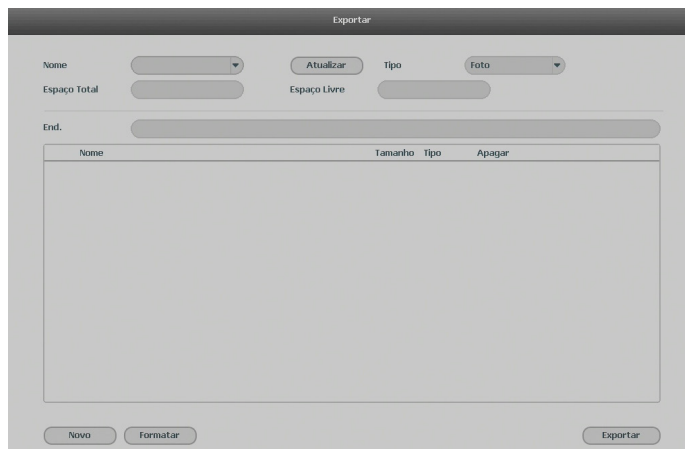 Exportar
Nome Atualizar Tipo Foto
Espaço Total Espaço Livre
End.
Nome Tamanho Tipo Apagar
Novo Formatar Exportar